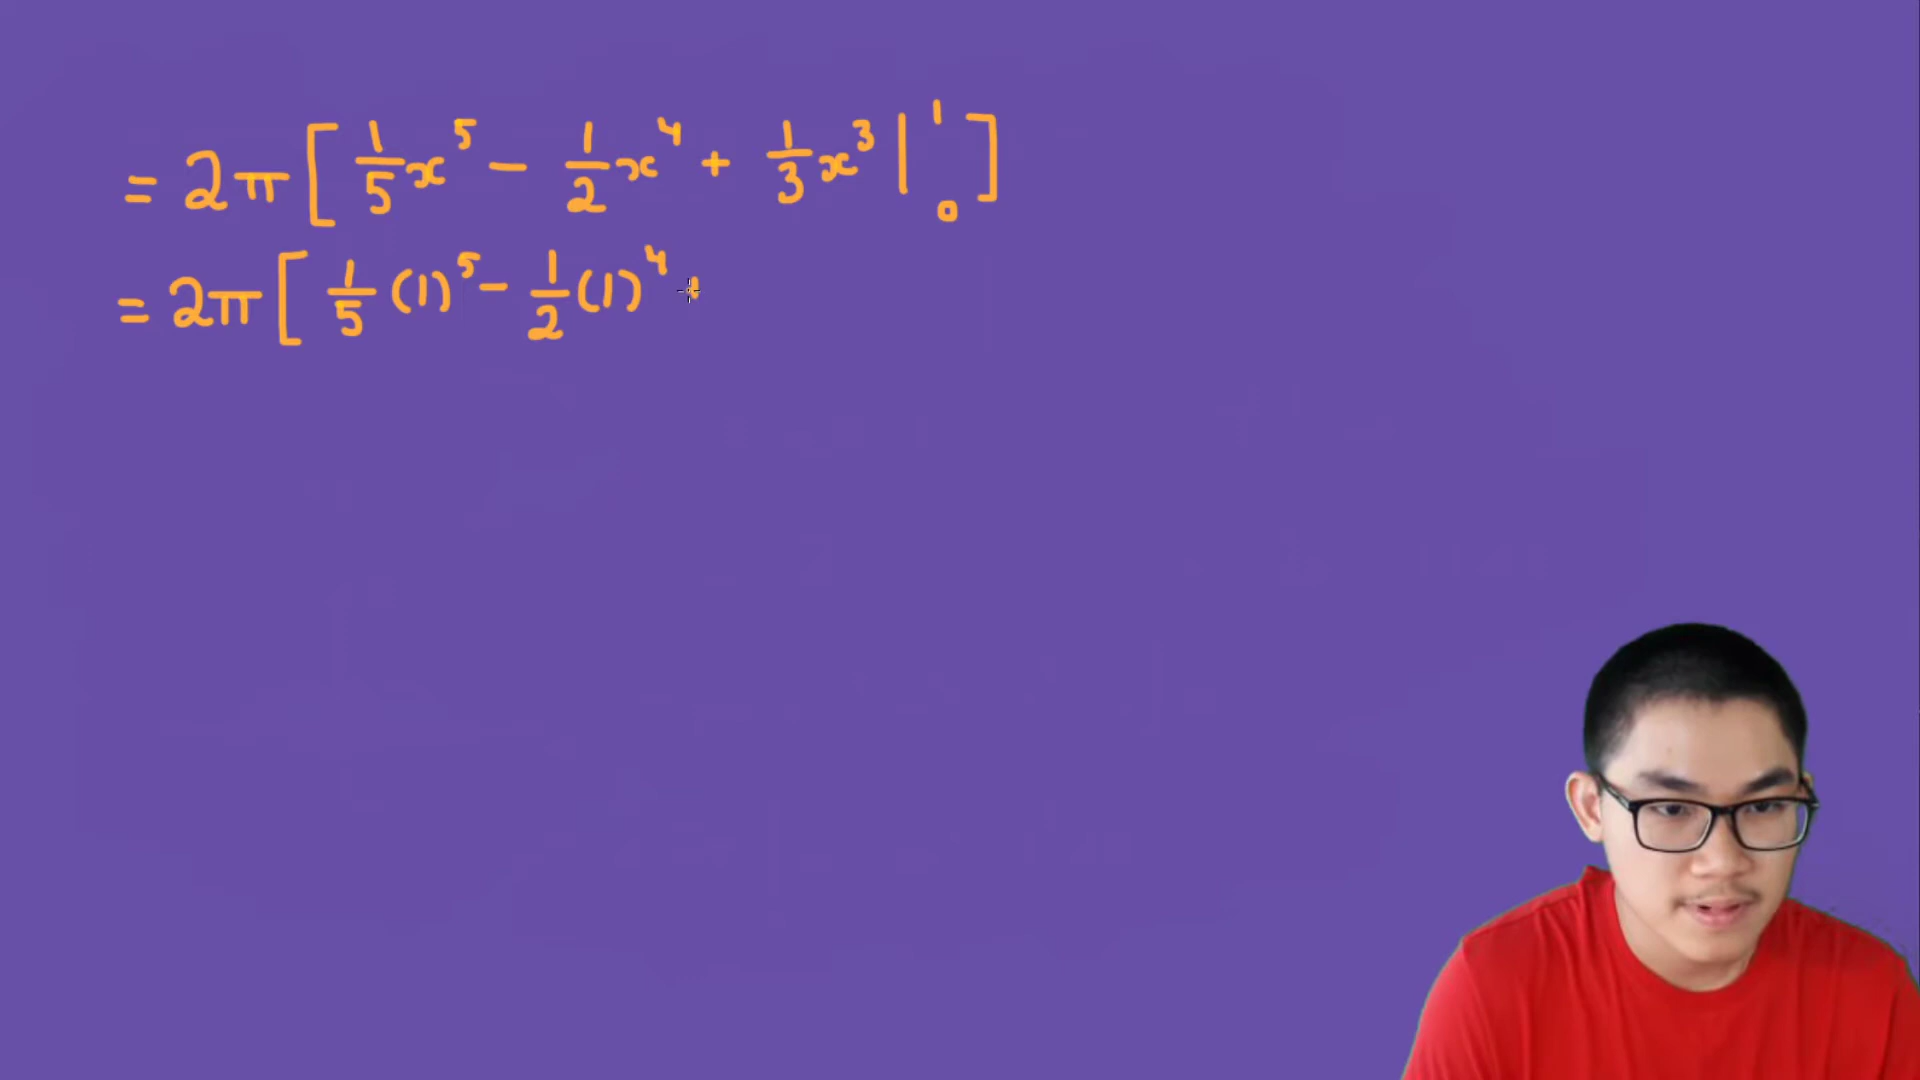 = 2π [ 1/5 x^5 - 1/2 x^4 + 1/3 x^3 |_0^1 ]
= 2π [ 1/5 (1)^5 - 1/2 (1)^4 +